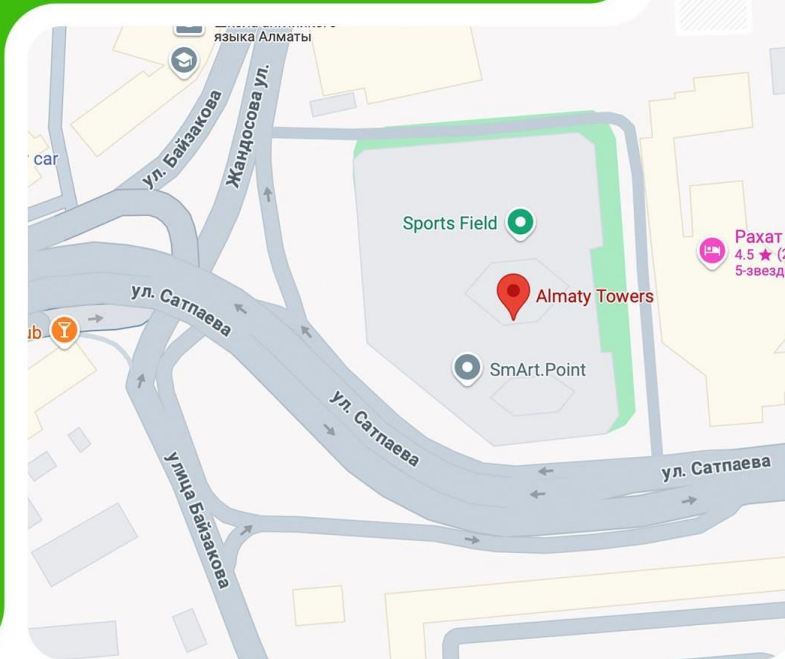 языка Алматы
ул. Байзакова
Жандосова ул.
car
Sports Field
Рахат
4.5 ★ (2
5-звезд
Almaty Towers
ул. Сатпаева
ub
SmArt.Point
ул. Сатпаева
ул. Сатпаева
улица Байзакова